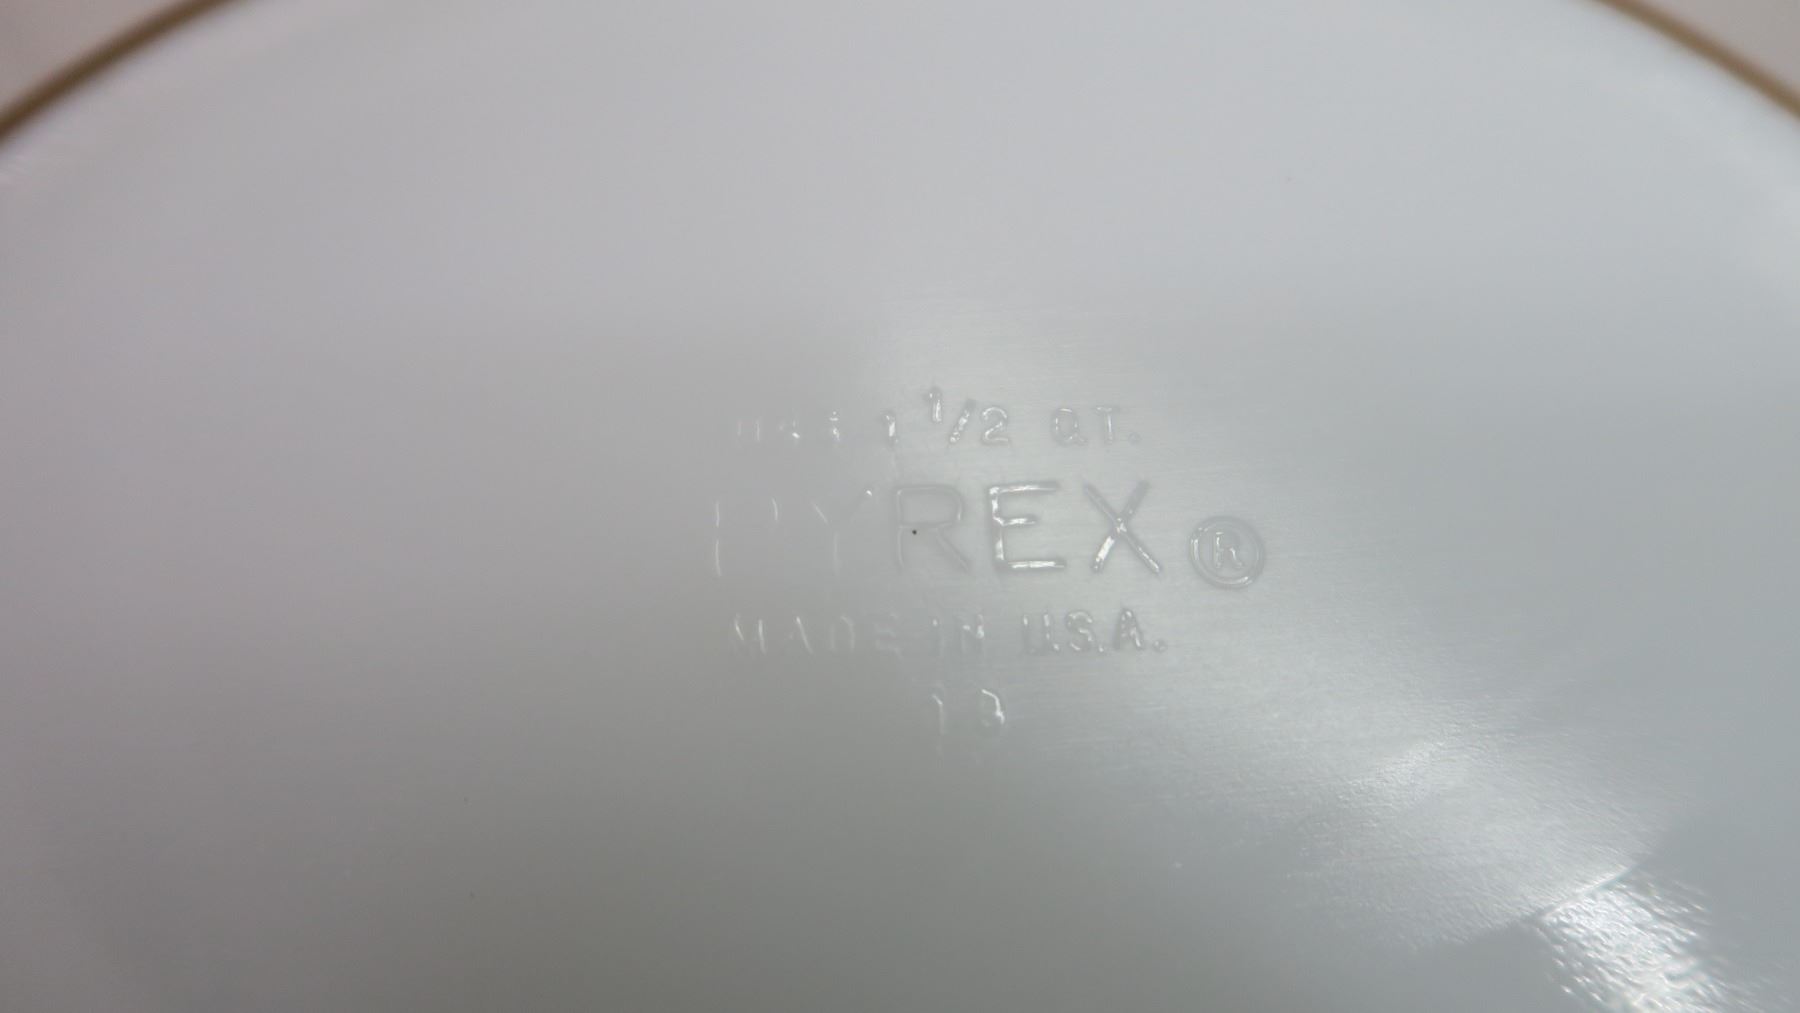 1 1/2 QT.
PYREX ®
MADE IN U.S.A.
13